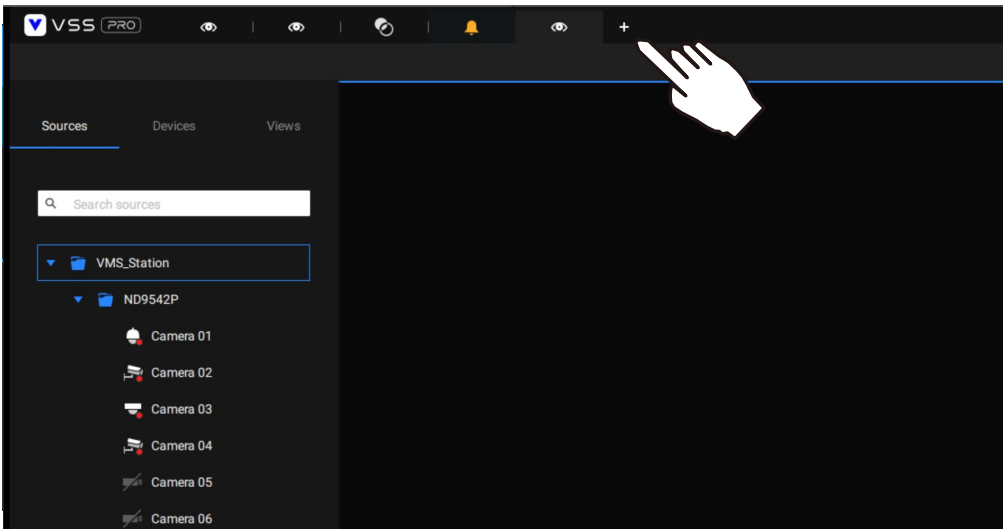 VSS PRO
+
Sources Devices Views
Search sources
VMS_Station
ND9542P
Camera 01
Camera 02
Camera 03
Camera 04
Camera 05
Camera 06